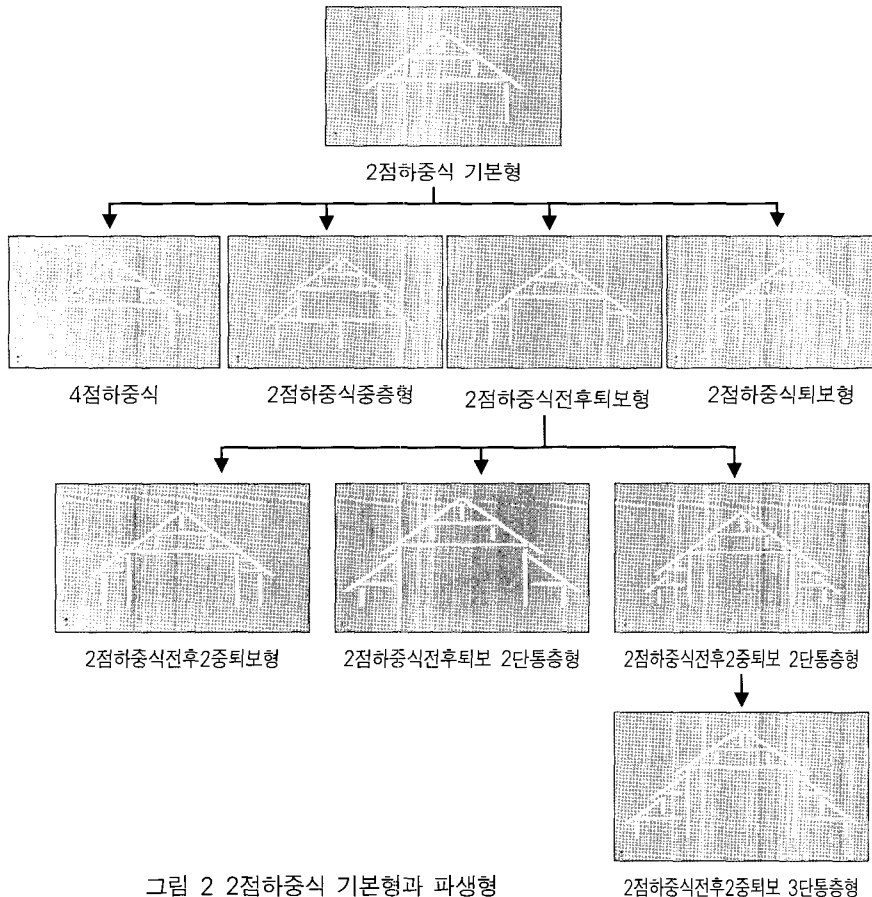 2점하중식 기본형
4점하중식
2점하중식중층형
2점하중식전후퇴보형
2점하중식퇴보형
2점하중식전후2중퇴보형
2점하중식전후퇴보 2단통층형
2점하중식전후2중퇴보 2단통층형
2점하중식전후2중퇴보 3단통층형
그림 2 2점하중식 기본형과 파생형